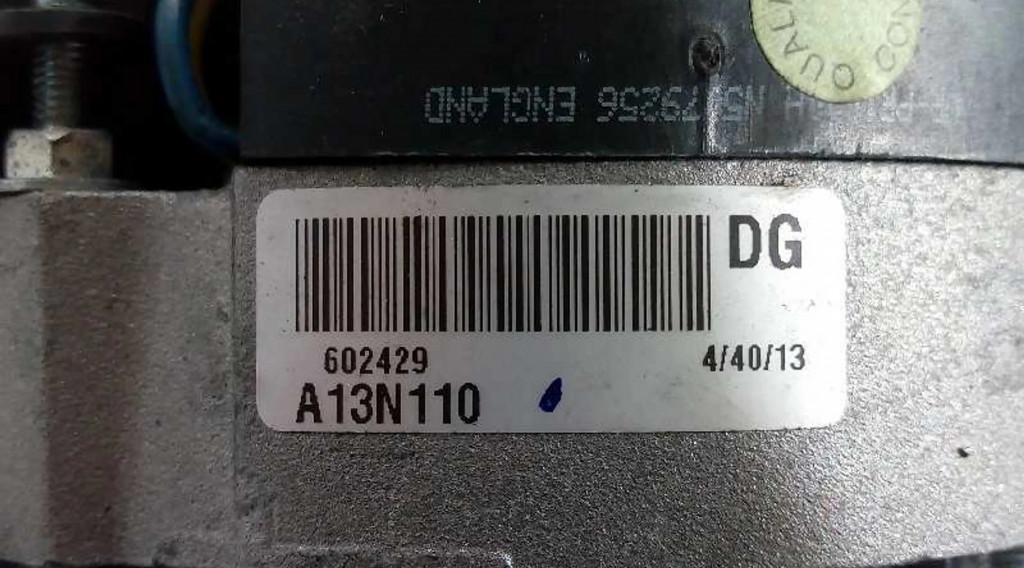 ENGLAND
DG
602429 4/40/13
A13N110